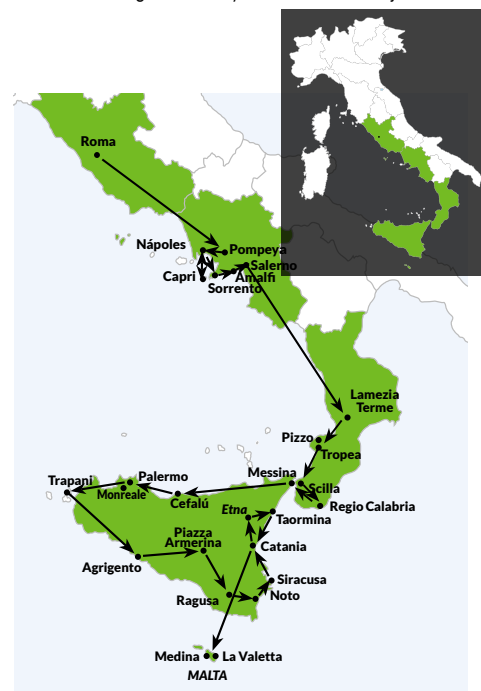 Roma
Nápoles
Pompeya
Salerno
Capri
Amalfi
Sorrento
Lamezia
Terme
Pizzo
Tropea
Messina
Scilla
Trapani
Palermo
Monreale
Cefalú
Regio Calabria
Etna
Taormina
Piazza
Armerina
Catania
Agrigento
Siracusa
Ragusa
Noto
Medina
La Valetta
MALTA